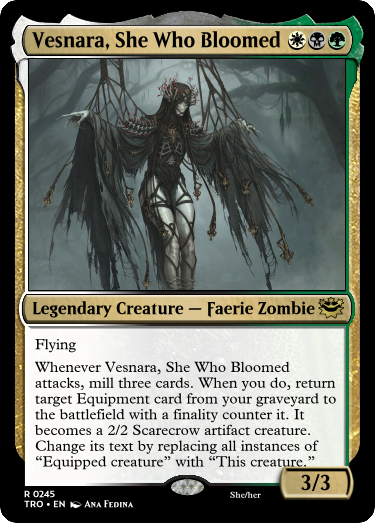 Vesnara, She Who Bloomed
Legendary Creature — Faerie Zombie
Flying
Whenever Vesnara, She Who Bloomed
attacks, mill three cards. When you do, return
target Equipment card from your graveyard to
the battlefield with a finality counter it. It
becomes a 2/2 Scarecrow artifact creature.
Change its text by replacing all instances of
“Equipped creature” with “This creature.”
3/3
R 0245
TRO • EN Ana Fedina
She/her